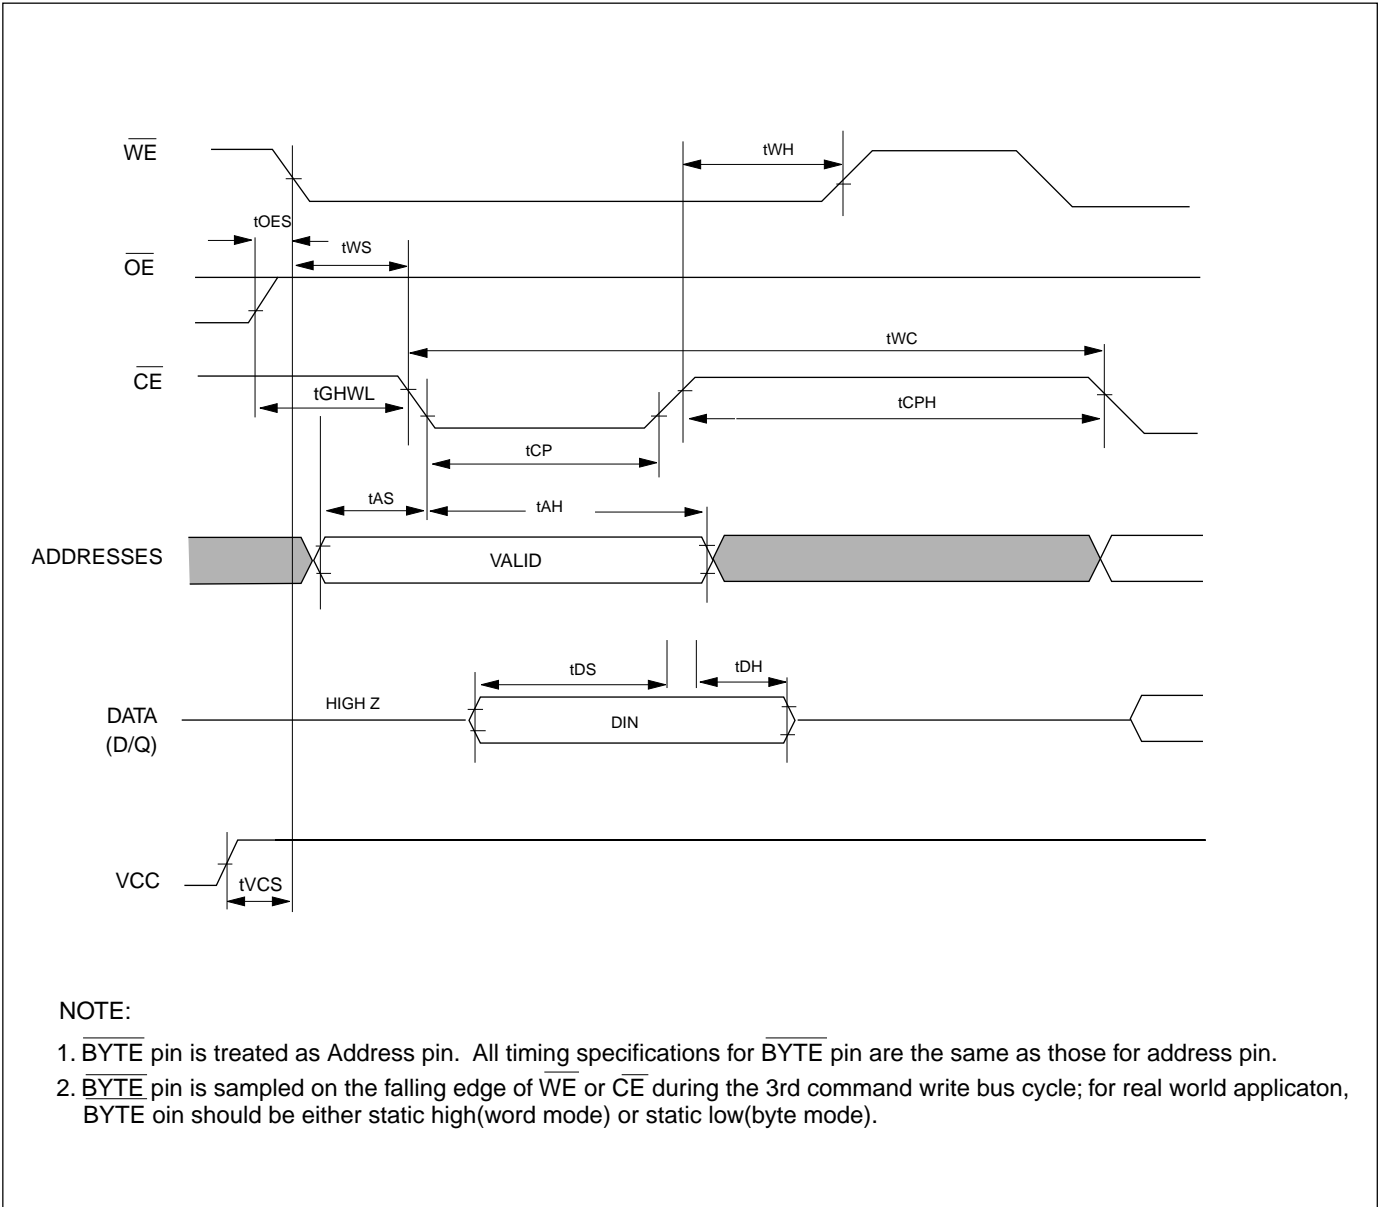 WE
tWH
tOES
tWS
OE
tWC
CE
tGHWL
tCPH
tCP
tAS
tAH
ADDRESSES
VALID
tDS
tDH
HIGH Z
DATA
(D/Q)
DIN
VCC
tVCS
NOTE:
1. BYTE pin is treated as Address pin. All timing specifications for BYTE pin are the same as those for address pin.
2. BYTE pin is sampled on the falling edge of WE or CE during the 3rd command write bus cycle; for real world applicaton,
BYTE oin should be either static high(word mode) or static low(byte mode).